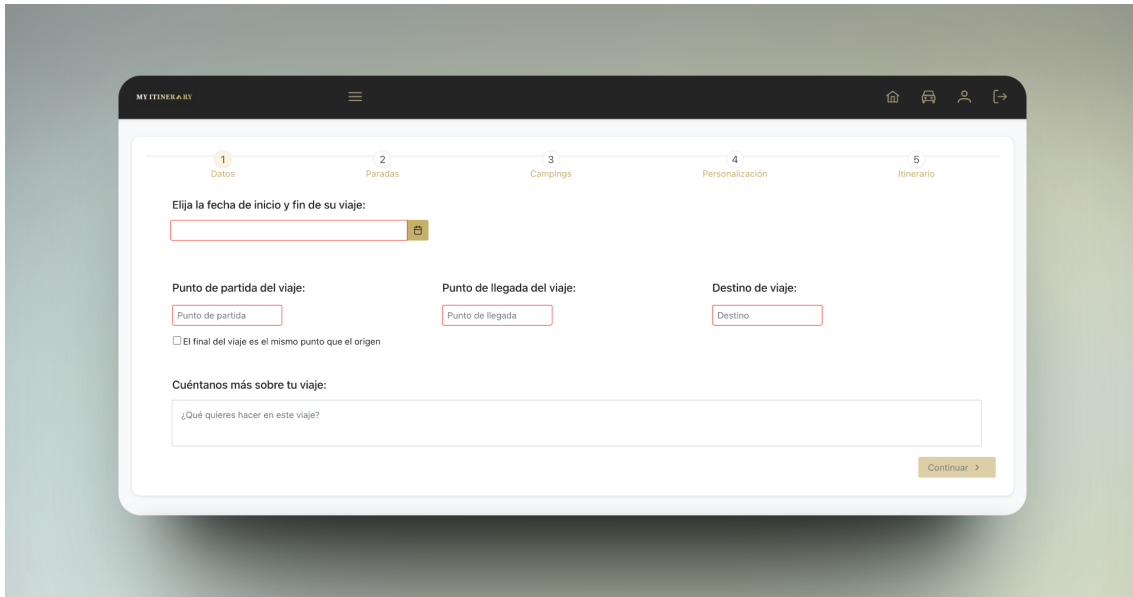 MY ITINERARY
1 2 3 4 5
Datos Paradas Campings Personalización Itinerario
Elija la fecha de inicio y fin de su viaje:
Punto de partida del viaje: Punto de llegada del viaje: Destino de viaje:
Punto de partida Punto de llegada Destino
El final del viaje es el mismo punto que el origen
Cuéntanos más sobre tu viaje:
¿Qué quieres hacer en este viaje?
Continuar >